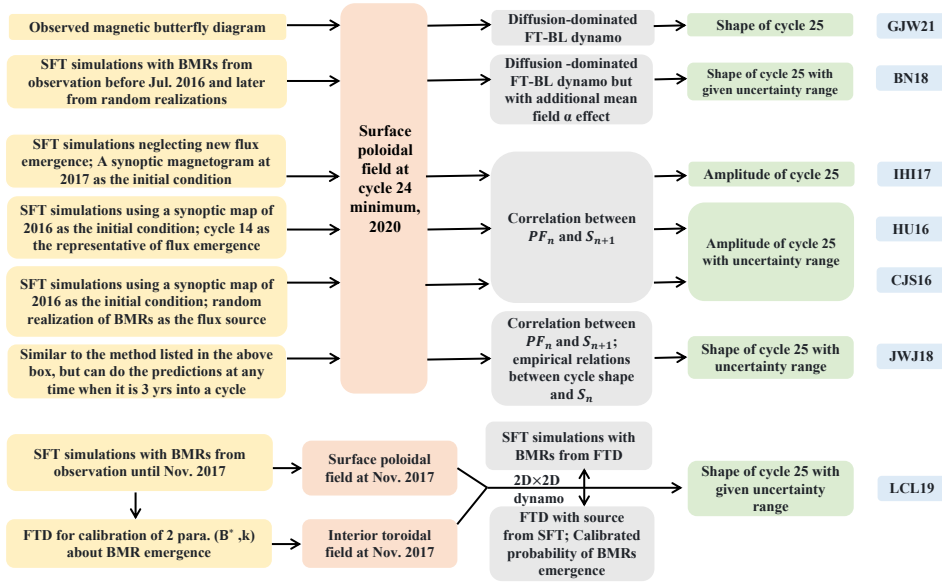 Observed magnetic butterfly diagram
Diffusion-dominated
FT-BL dynamo
Shape of cycle 25
GJW21
SFT simulations with BMRs from
observation before Jul. 2016 and later
from random realizations
Diffusion -dominated
FT-BL dynamo but
with additional mean
field α effect
Shape of cycle 25 with
given uncertainty range
BN18
Surface
poloidal
field at
cycle 24
minimum,
2020
SFT simulations neglecting new flux
emergence; A synoptic magnetogram at
2017 as the initial condition
Amplitude of cycle 25
IHI17
SFT simulations using a synoptic map of
2016 as the initial condition; cycle 14 as
the representative of flux emergence
Correlation between
PFₙ and Sₙ₊₁
Amplitude of cycle 25
with uncertainty range
HU16
SFT simulations using a synoptic map of
2016 as the initial condition; random
realization of BMRs as the flux source
CJS16
Similar to the method listed in the above
box, but can do the predictions at any
time when it is 3 yrs into a cycle
Correlation between
PFₙ and Sₙ₊₁;
empirical relations
between cycle shape
and Sₙ
Shape of cycle 25 with
uncertainty range
JWJ18
SFT simulations with BMRs from
observation until Nov. 2017
Surface poloidal
field at Nov. 2017
SFT simulations with
BMRs from FTD
2D×2D
dynamo
Shape of cycle 25 with
given uncertainty
range
LCL19
FTD for calibration of 2 para. (B* ,k)
about BMR emergence
Interior toroidal
field at Nov. 2017
FTD with source
from SFT; Calibrated
probability of BMRs
emergence